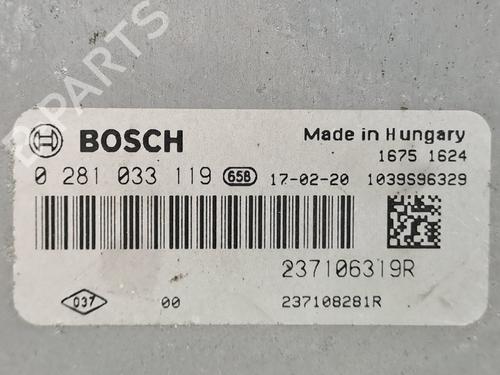 B PARTS
BOSCH
Made in Hungary
1675 1624
0 281 033 119 658 17-02-20 1039S96329
237106319R
037 00 237108281R